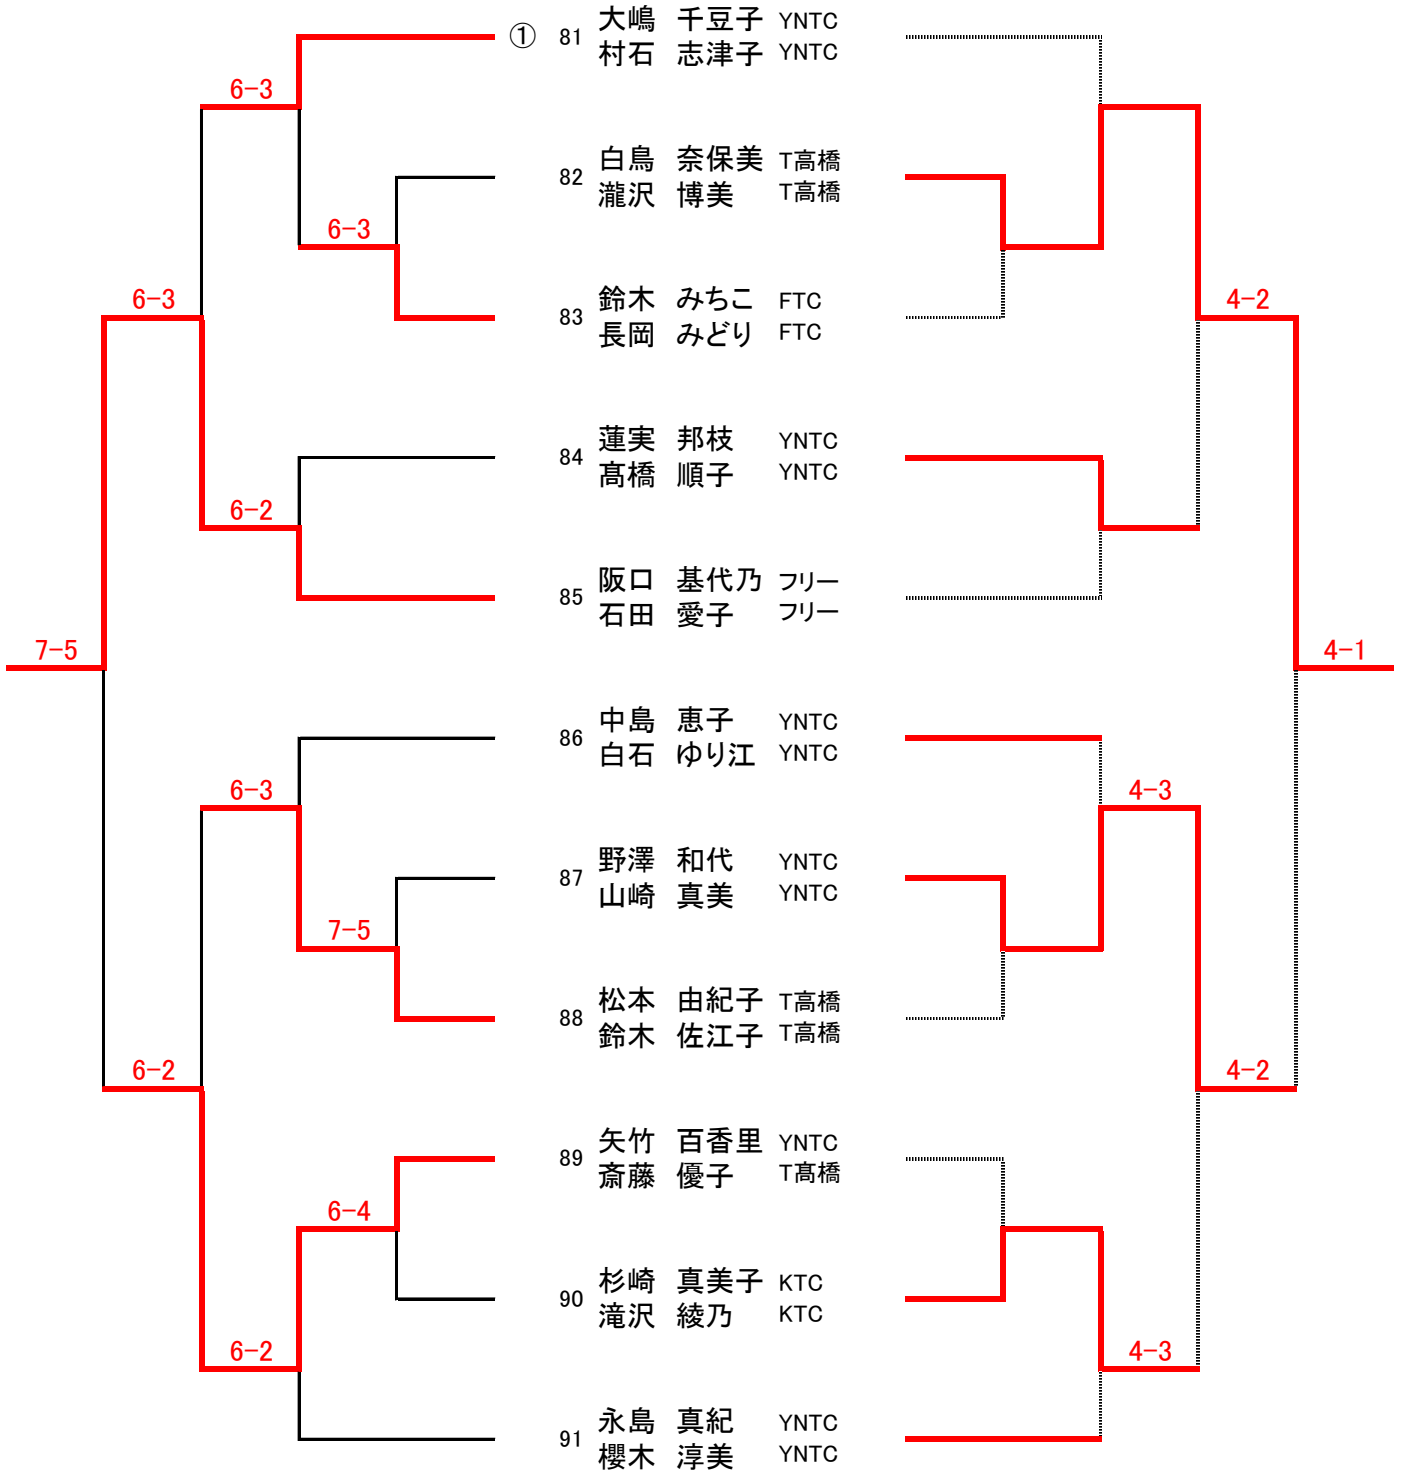 ① 81 大嶋 千豆子 YNTC
村石 志津子 YNTC
6-3
82 白鳥 奈保美 T高橋
瀧沢 博美 T高橋
6-3
83 鈴木 みちこ FTC
長岡 みどり FTC
6-3 4-2
84 蓮実 邦枝 YNTC
髙橋 順子 YNTC
6-2
85 阪口 基代乃 フリー
石田 愛子 フリー
7-5 4-1
86 中島 恵子 YNTC
白石 ゆり江 YNTC
6-3 4-3
87 野澤 和代 YNTC
山崎 真美 YNTC
7-5
88 松本 由紀子 T高橋
鈴木 佐江子 T高橋
6-2 4-2
89 矢竹 百香里 YNTC
斎藤 優子 T髙橋
6-4
90 杉崎 真美子 KTC
滝沢 綾乃 KTC
6-2 4-3
91 永島 真紀 YNTC
櫻木 淳美 YNTC